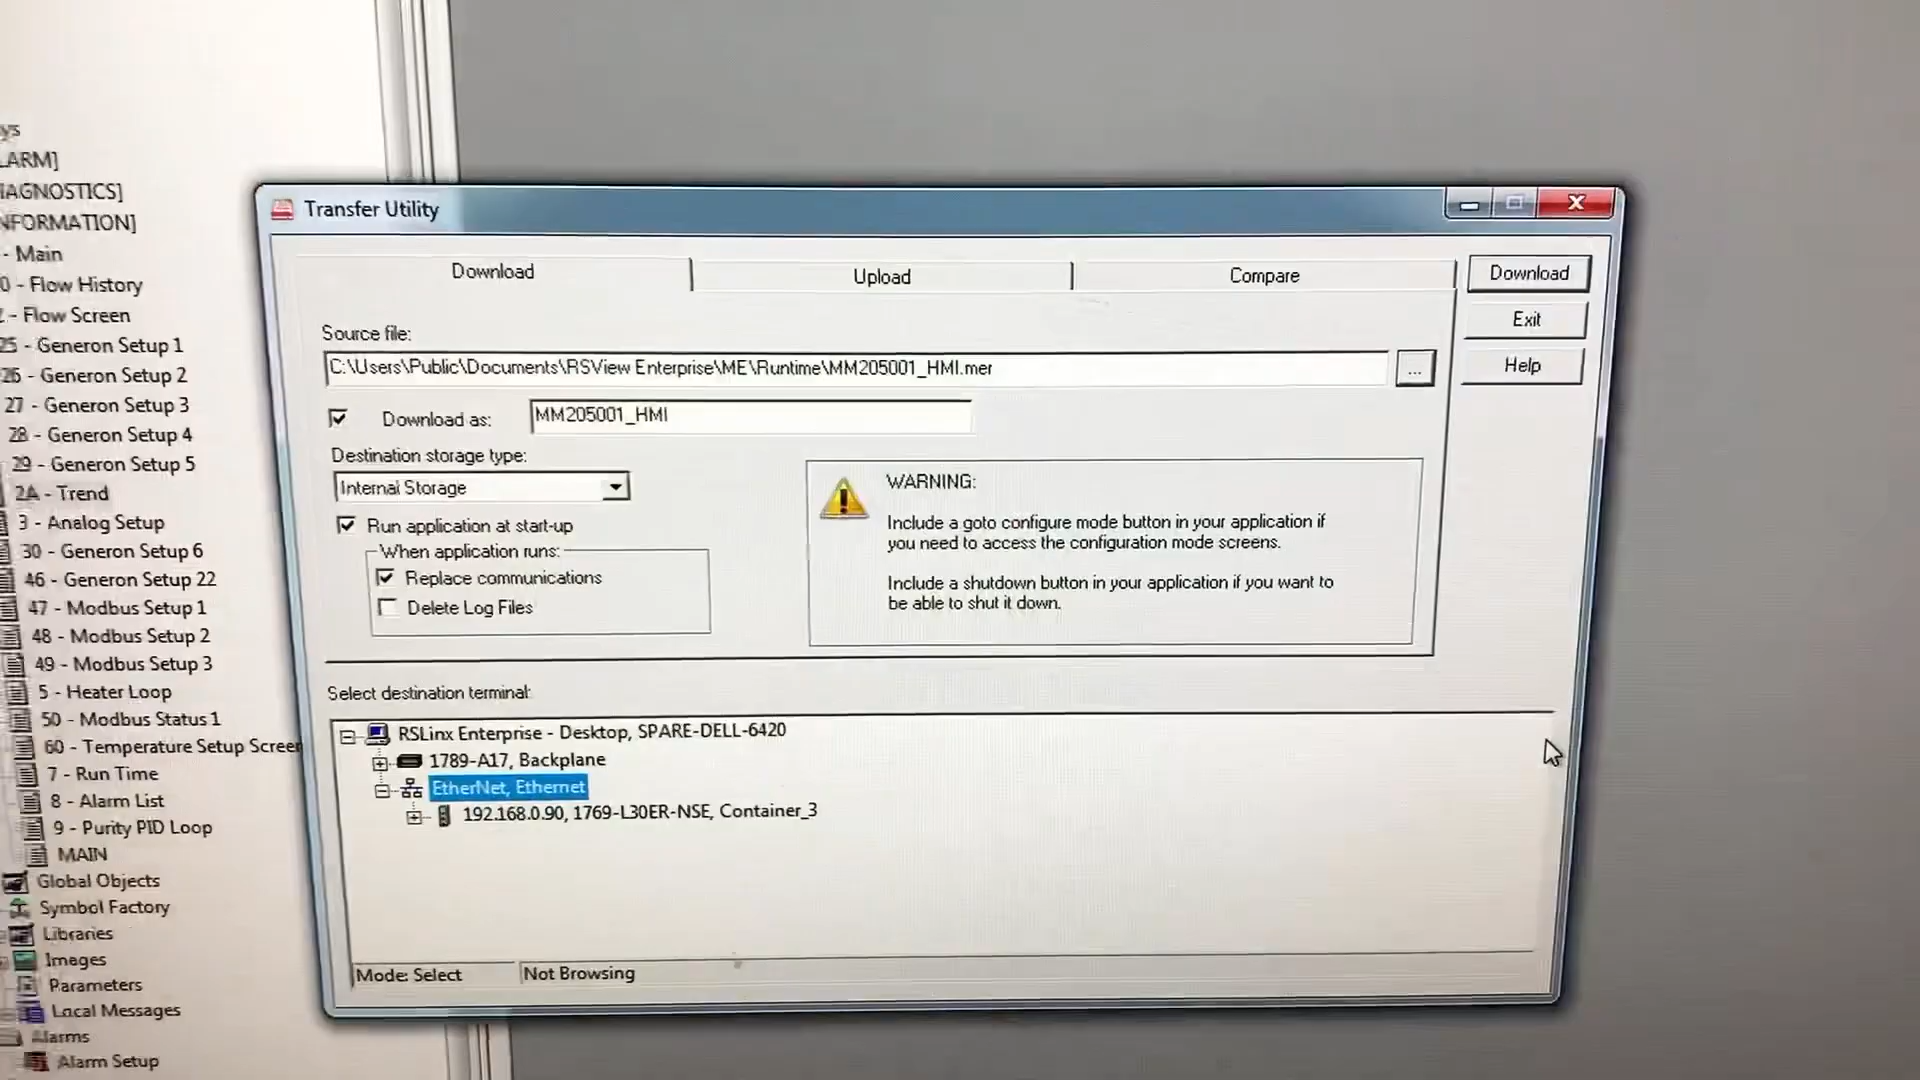 ys
LARM]
IAGNOSTICS]
NFORMATION]
- Main
0 - Flow History
2 - Flow Screen
25 - Generon Setup 1
26 - Generon Setup 2
27 - Generon Setup 3
28 - Generon Setup 4
29 - Generon Setup 5
2A - Trend
3 - Analog Setup
30 - Generon Setup 6
46 - Generon Setup 22
47 - Modbus Setup 1
48 - Modbus Setup 2
49 - Modbus Setup 3
5 - Heater Loop
50 - Modbus Status 1
60 - Temperature Setup Screen
7 - Run Time
8 - Alarm List
9 - Purity PID Loop
MAIN
Global Objects
Symbol Factory
Libraries
Images
Parameters
Local Messages
Alarms
Alarm Setup
Transfer Utility
Download
Upload
Compare
Download
Exit
Help
Source file:
C:\Users\Public\Documents\RSView Enterprise\ME\Runtime\MM205001_HMI.mer
...
Download as:
MM205001_HMI
Destination storage type:
Internal Storage
Run application at start-up
When application runs:
Replace communications
Delete Log Files
WARNING:
Include a goto configure mode button in your application if
you need to access the configuration mode screens.
Include a shutdown button in your application if you want to
be able to shut it down.
Select destination terminal:
RSLinx Enterprise - Desktop, SPARE-DELL-6420
1789-A17, Backplane
EtherNet, Ethernet
192.168.0.90, 1769-L30ER-NSE, Container_3
Mode: Select
Not Browsing